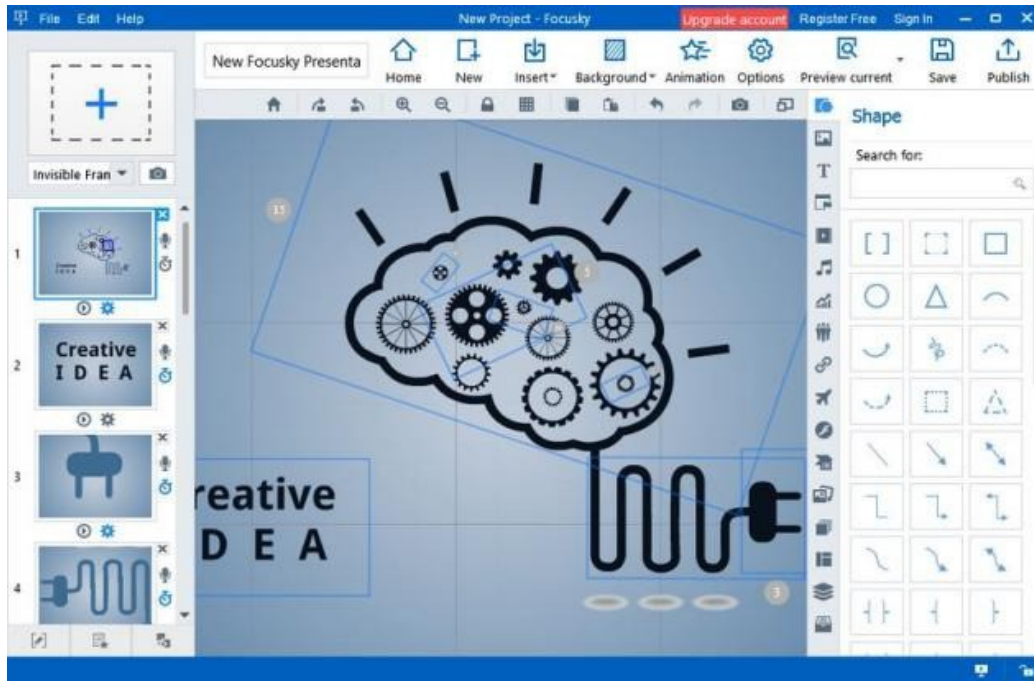 File Edit Help New Project - Focusky Upgrade account Register Free Sign In
New Focusky Presenta
Home New Insert Background Animation Options Preview current Save Publish
Invisible Fran
Shape
Search for:
1
2
Creative
I D E A
3
4
15
5
reative
D E A
3